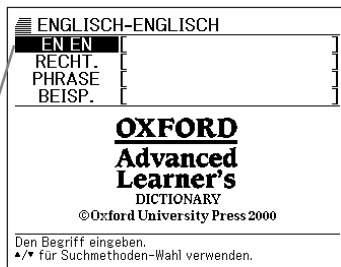 ENGLISCH-ENGLISCH
EN EN [ ]
RECHT. [ ]
PHRASE [ ]
BEISP. [ ]
OXFORD
Advanced
Learner's
DICTIONARY
©Oxford University Press 2000
Den Begriff eingeben.
▲/▼ für Suchmethoden-Wahl verwenden.